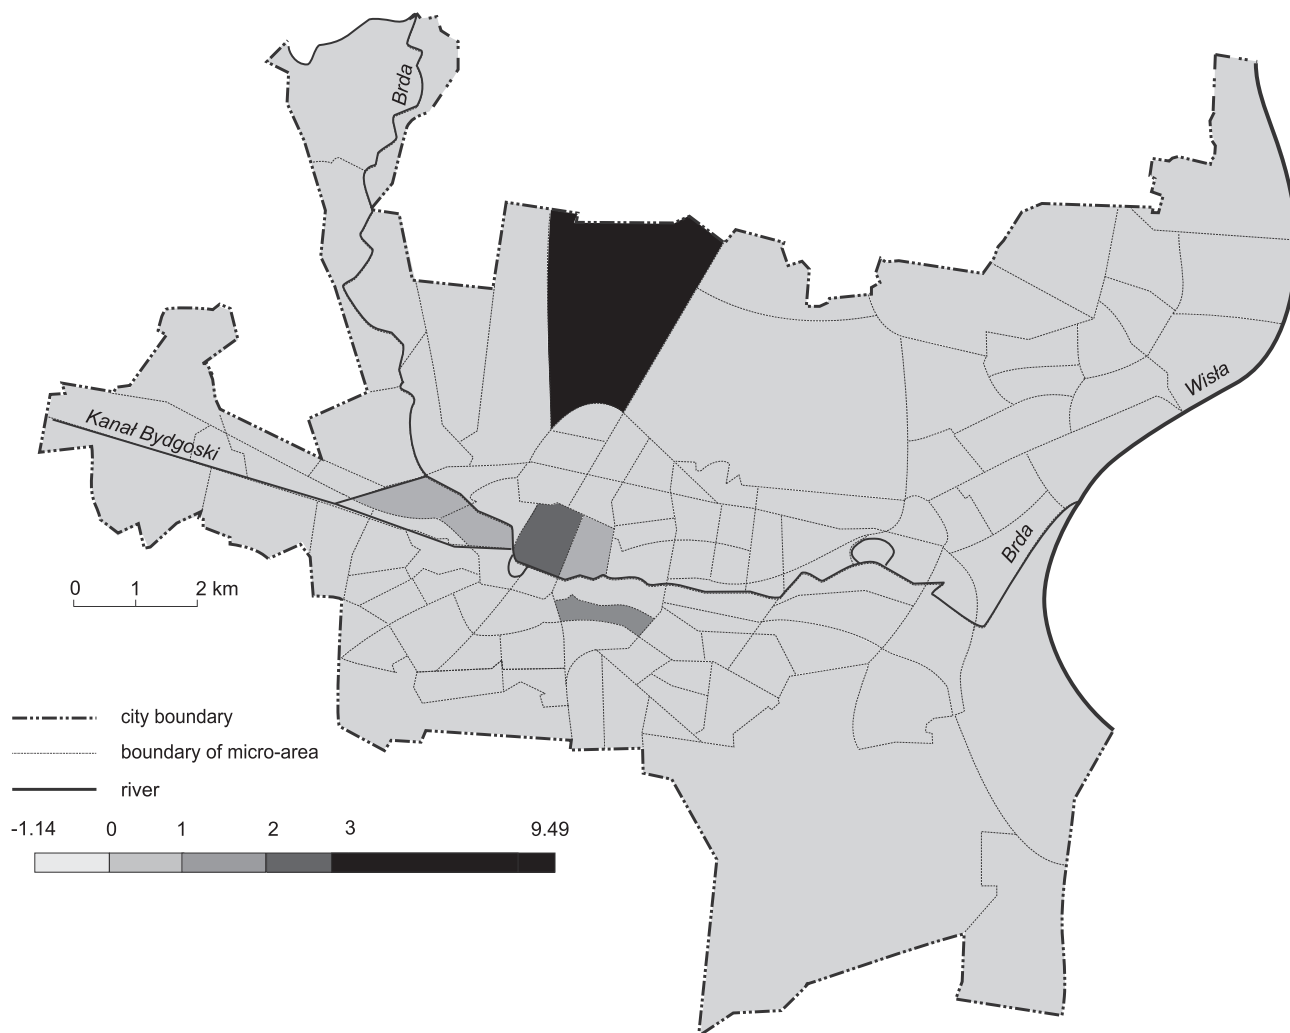 Brda
Wisła
Kanał Bydgoski
Brda
0 1 2 km
city boundary
boundary of micro-area
river
-1.14 0 1 2 3 9.49